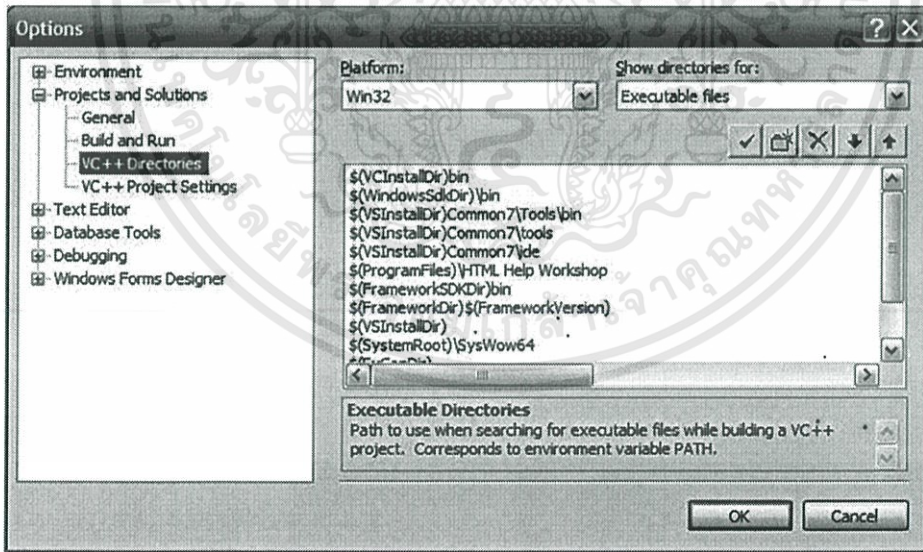 Options
Environment
Projects and Solutions
General
Build and Run
VC++ Directories
VC++ Project Settings
Text Editor
Database Tools
Debugging
Windows Forms Designer
Platform:
Win32
Show directories for:
Executable files
$(VCInstallDir)bin
$(WindowsSdkDir)\bin
$(VSInstallDir)Common7\Tools\bin
$(VSInstallDir)Common7\tools
$(VSInstallDir)Common7\ide
$(ProgramFiles)\HTML Help Workshop
$(FrameworkSDKDir)bin
$(FrameworkDir)$(FrameworkVersion)
$(VSInstallDir)
$(SystemRoot)\SysWow64
Executable Directories
Path to use when searching for executable files while building a VC++
project. Corresponds to environment variable PATH.
OK
Cancel